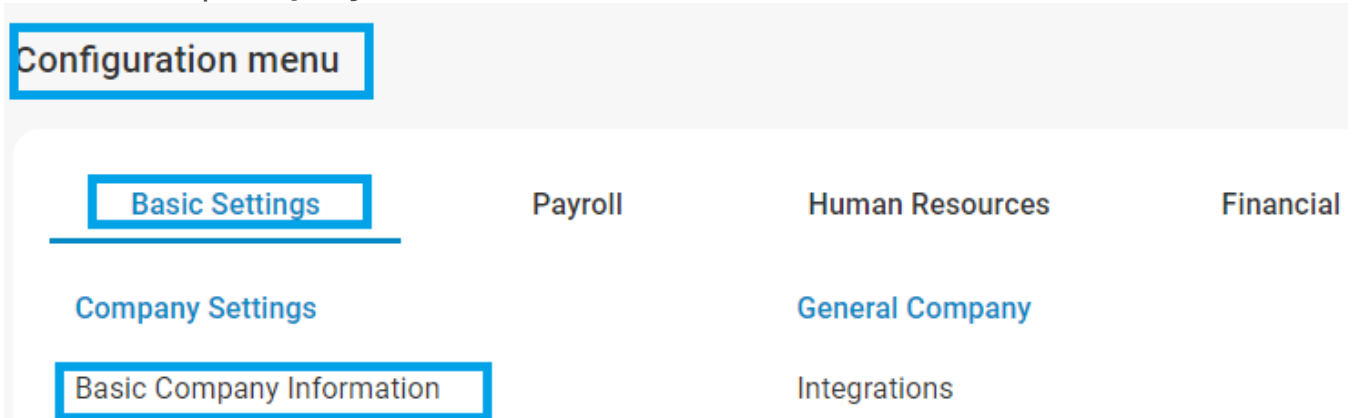 Configuration menu
Basic Settings Payroll Human Resources Financial
Company Settings General Company
Basic Company Information Integrations